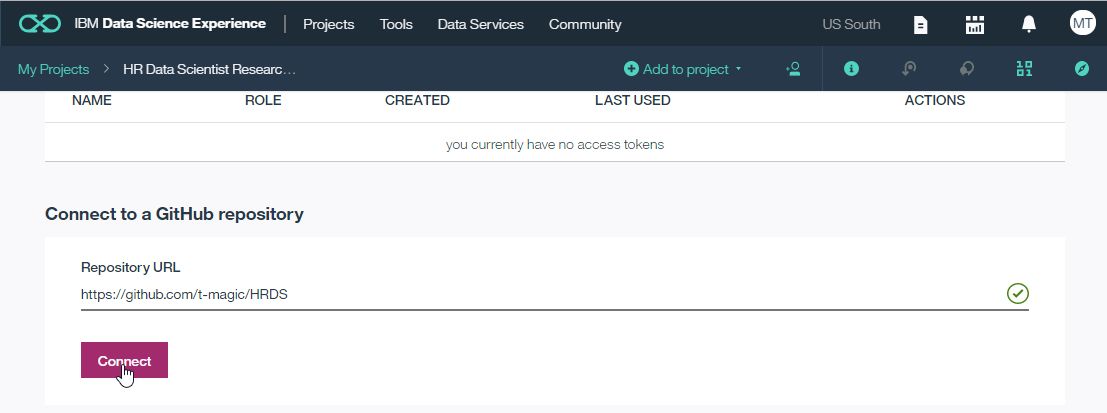 IBM Data Science Experience Projects Tools Data Services Community US South MT
My Projects > HR Data Scientist Researc... Add to project
NAME ROLE CREATED LAST USED ACTIONS
you currently have no access tokens
Connect to a GitHub repository
Repository URL
https://github.com/t-magic/HRDS
Connect